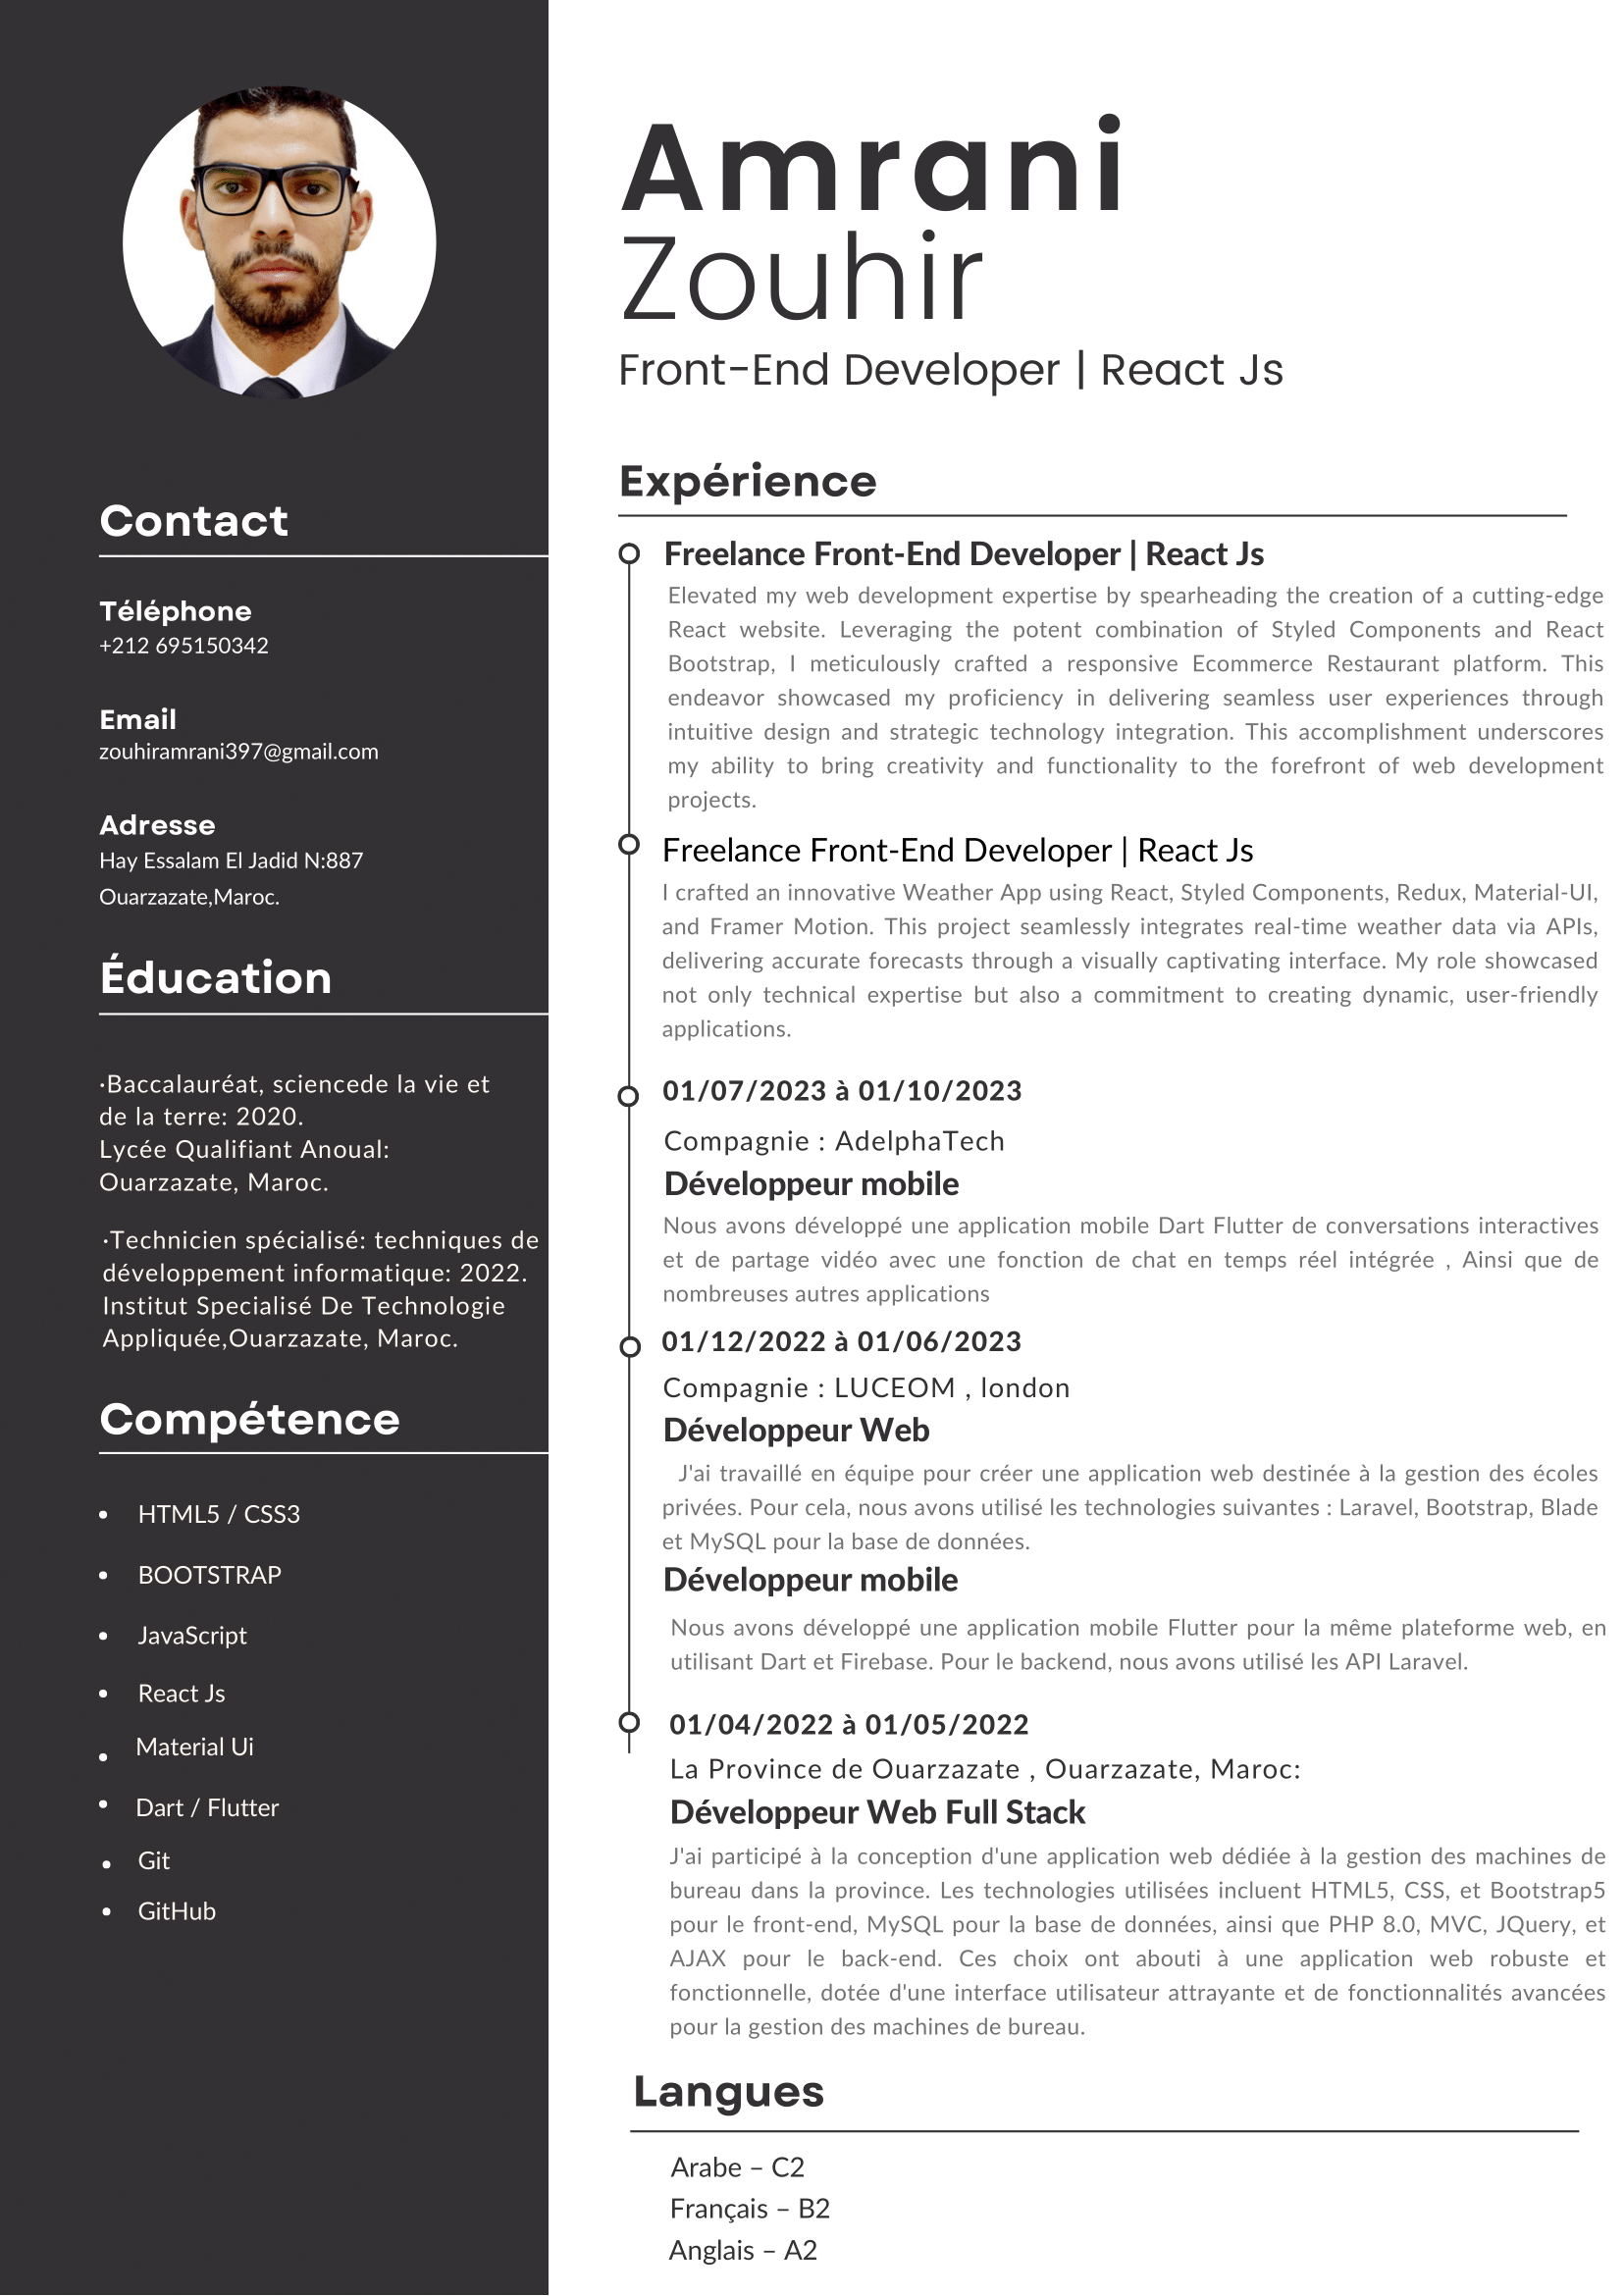 Amrani
Zouhir
Front-End Developer | React Js
Contact
Téléphone
+212 695150342
Email
zouhiramrani397@gmail.com
Adresse
Hay Essalam El Jadid N:887
Ouarzazate,Maroc.
Éducation
·Baccalauréat, sciencede la vie et
de la terre: 2020.
Lycée Qualifiant Anoual:
Ouarzazate, Maroc.
·Technicien spécialisé: techniques de
développement informatique: 2022.
Institut Specialisé De Technologie
Appliquée,Ouarzazate, Maroc.
Compétence
• HTML5 / CSS3
• BOOTSTRAP
• JavaScript
• React Js
• Material Ui
• Dart / Flutter
• Git
• GitHub
Expérience
Freelance Front-End Developer | React Js
Elevated my web development expertise by spearheading the creation of a cutting-edge
React website. Leveraging the potent combination of Styled Components and React
Bootstrap, I meticulously crafted a responsive Ecommerce Restaurant platform. This
endeavor showcased my proficiency in delivering seamless user experiences through
intuitive design and strategic technology integration. This accomplishment underscores
my ability to bring creativity and functionality to the forefront of web development
projects.
Freelance Front-End Developer | React Js
I crafted an innovative Weather App using React, Styled Components, Redux, Material-UI,
and Framer Motion. This project seamlessly integrates real-time weather data via APIs,
delivering accurate forecasts through a visually captivating interface. My role showcased
not only technical expertise but also a commitment to creating dynamic, user-friendly
applications.
01/07/2023 à 01/10/2023
Compagnie : AdelphaTech
Développeur mobile
Nous avons développé une application mobile Dart Flutter de conversations interactives
et de partage vidéo avec une fonction de chat en temps réel intégrée , Ainsi que de
nombreuses autres applications
01/12/2022 à 01/06/2023
Compagnie : LUCEOM , london
Développeur Web
J'ai travaillé en équipe pour créer une application web destinée à la gestion des écoles
privées. Pour cela, nous avons utilisé les technologies suivantes : Laravel, Bootstrap, Blade
et MySQL pour la base de données.
Développeur mobile
Nous avons développé une application mobile Flutter pour la même plateforme web, en
utilisant Dart et Firebase. Pour le backend, nous avons utilisé les API Laravel.
01/04/2022 à 01/05/2022
La Province de Ouarzazate , Ouarzazate, Maroc:
Développeur Web Full Stack
J'ai participé à la conception d'une application web dédiée à la gestion des machines de
bureau dans la province. Les technologies utilisées incluent HTML5, CSS, et Bootstrap5
pour le front-end, MySQL pour la base de données, ainsi que PHP 8.0, MVC, JQuery, et
AJAX pour le back-end. Ces choix ont abouti à une application web robuste et
fonctionnelle, dotée d'une interface utilisateur attrayante et de fonctionnalités avancées
pour la gestion des machines de bureau.
Langues
Arabe – C2
Français – B2
Anglais – A2